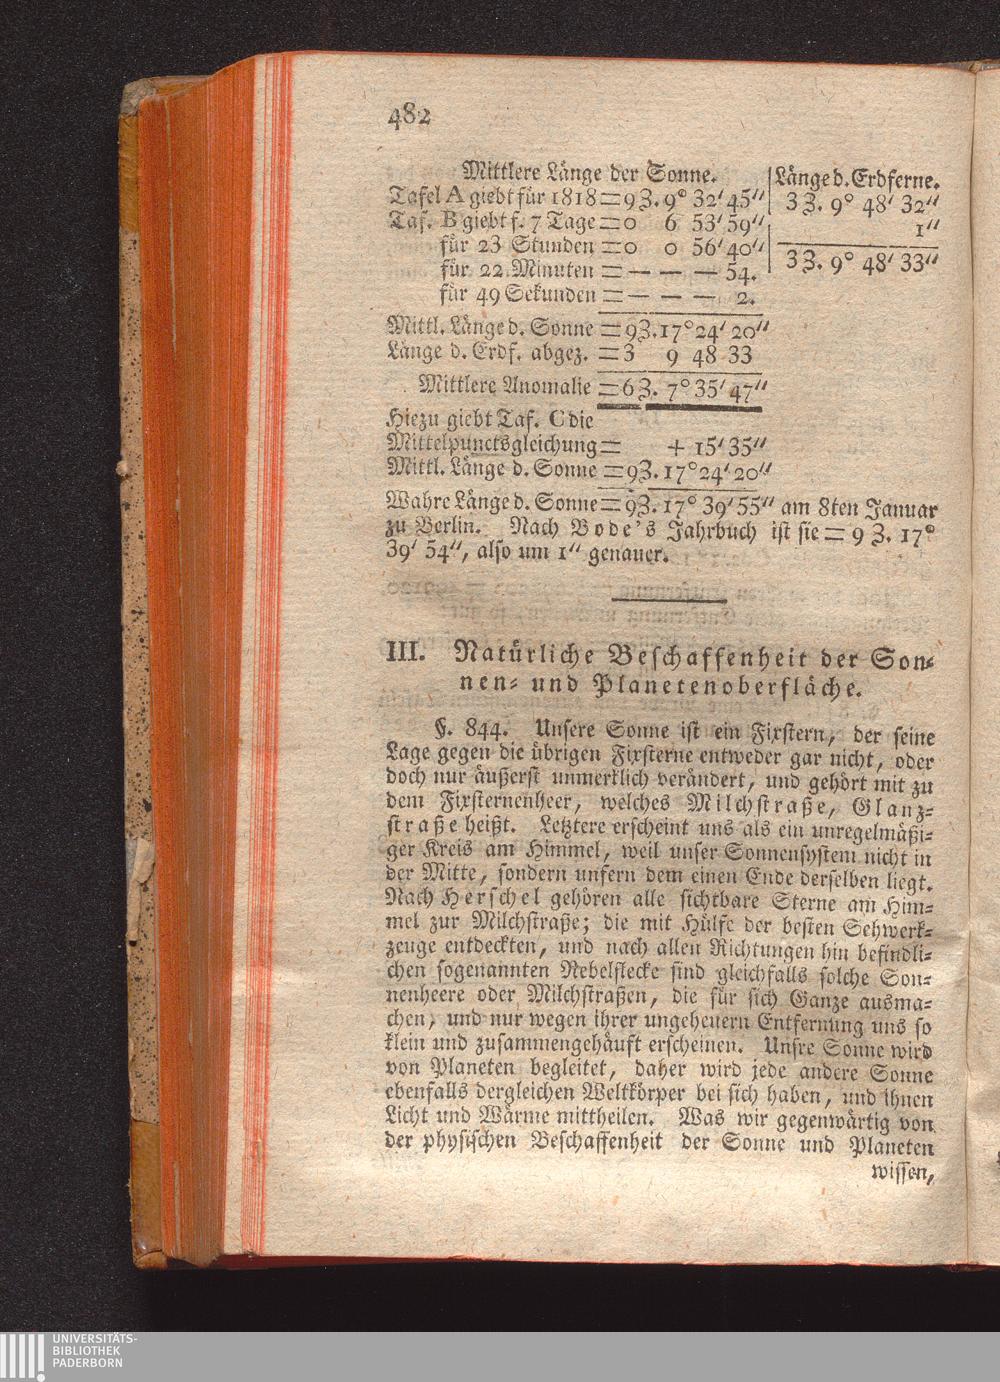 482
Mittlere Länge der Sonne. Länge d. Erdferne.
Tafel A giebt für 1818=9Z. 9° 32′ 45″ 3 Z. 9° 48′ 32″
Taf. B giebt f. 7 Tage=0 6 53′ 59″ 1″
für 23 Stunden =0 0 56′ 40″ 3 Z. 9° 48′ 33″
für 22 Minuten =— — — 54.
für 49 Sekunden =— — — 2.
Mittl. Länge d. Sonne =9Z. 17° 24′ 20″
Länge d. Erdf. abgez. =3 9 48 33
Mittlere Anomalie =6 Z. 7° 35′ 47″
Hiezu giebt Taf. C die
Mittelpunctsgleichung= + 15′ 35″
Mittl. Länge d. Sonne =9Z. 17° 24′ 20″
Wahre Länge d. Sonne=9Z. 17° 39′ 55″ am 8ten Januar
zu Berlin. Nach Bode's Jahrbuch ist sie = 9 Z. 17°
39′ 54″, also um 1″ genauer.
III. Natürliche Beschaffenheit der Son-
nen- und Planetenoberfläche.
§. 844. Unsere Sonne ist ein Fixstern, der seine
Lage gegen die übrigen Fixsterne entweder gar nicht, oder
doch nur äußerst unmerklich verändert, und gehört mit zu
dem Fixsternenheer, welches Milchstraße, Glanz-
straße heißt. Letztere erscheint uns als ein unregelmäßi-
ger Kreis am Himmel, weil unser Sonnensystem nicht in
der Mitte, sondern unfern dem einen Ende derselben liegt.
Nach Herschel gehören alle sichtbare Sterne am Him-
mel zur Milchstraße; die mit Hülfe der besten Sehwerk-
zeuge entdeckten, und nach allen Richtungen hin befindli-
chen sogenannten Nebelflecke sind gleichfalls solche Son-
nenheere oder Milchstraßen, die für sich Ganze ausma-
chen, und nur wegen ihrer ungeheuern Entfernung uns so
klein und zusammengehäuft erscheinen. Unsre Sonne wird
von Planeten begleitet, daher wird jede andere Sonne
ebenfalls dergleichen Weltkörper bei sich haben, und ihnen
Licht und Wärme mittheilen. Was wir gegenwärtig von
der physischen Beschaffenheit der Sonne und Planeten
wissen,
UNIVERSITÄTS-
BIBLIOTHEK
PADERBORN